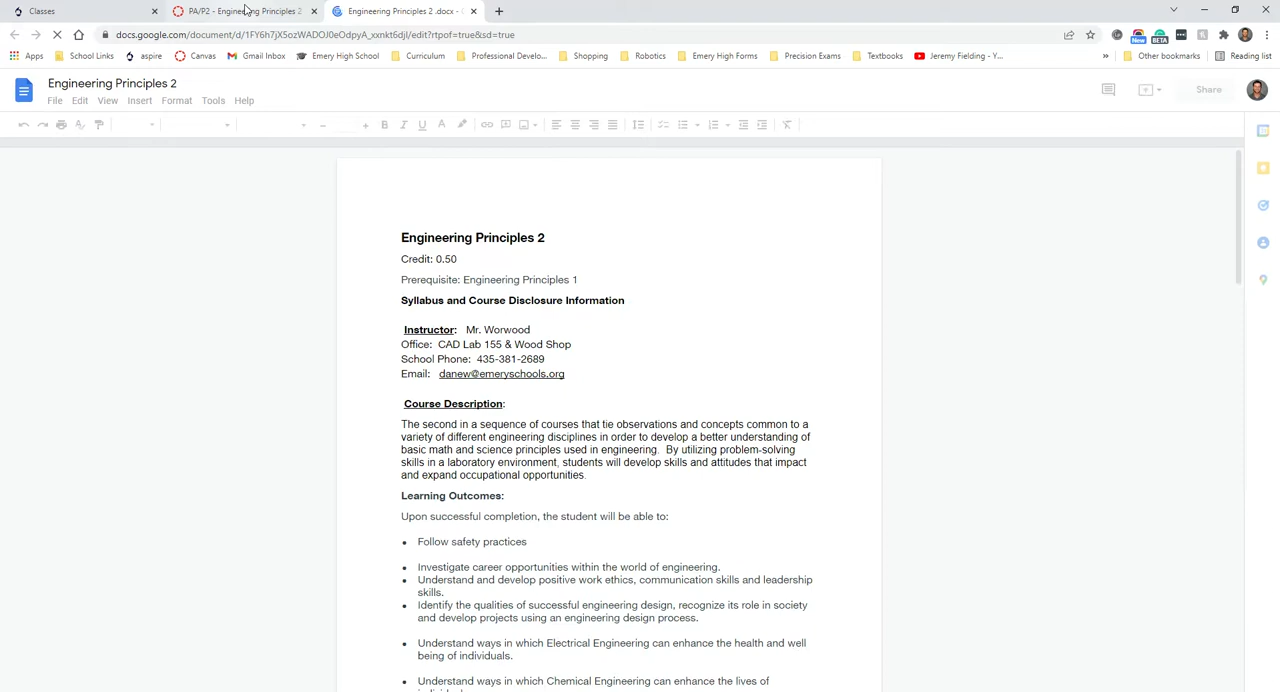 Classes
PA/P2 - Engineering Principles 2
Engineering Principles 2 .docx -
docs.google.com/document/d/1FY6h7jX5ozWADOJ0eOdpyA_xxnkt6djI/edit?rtpof=true&sd=true
Apps
School Links
aspire
Canvas
Gmail Inbox
Emery High School
Curriculum
Professional Develo...
Shopping
Robotics
Emery High Forms
Precision Exams
Textbooks
Jeremy Fielding - Y...
Other bookmarks
Reading list
New
BETA
Engineering Principles 2
File Edit View Insert Format Tools Help
Share
Engineering Principles 2
Credit: 0.50
Prerequisite: Engineering Principles 1
Syllabus and Course Disclosure Information
Instructor: Mr. Worwood
Office: CAD Lab 155 & Wood Shop
School Phone: 435-381-2689
Email: danew@emeryschools.org
Course Description:
The second in a sequence of courses that tie observations and concepts common to a
variety of different engineering disciplines in order to develop a better understanding of
basic math and science principles used in engineering. By utilizing problem-solving
skills in a laboratory environment, students will develop skills and attitudes that impact
and expand occupational opportunities.
Learning Outcomes:
Upon successful completion, the student will be able to:
• Follow safety practices
• Investigate career opportunities within the world of engineering.
• Understand and develop positive work ethics, communication skills and leadership
skills.
• Identify the qualities of successful engineering design, recognize its role in society
and develop projects using an engineering design process.
• Understand ways in which Electrical Engineering can enhance the health and well
being of individuals.
• Understand ways in which Chemical Engineering can enhance the lives of